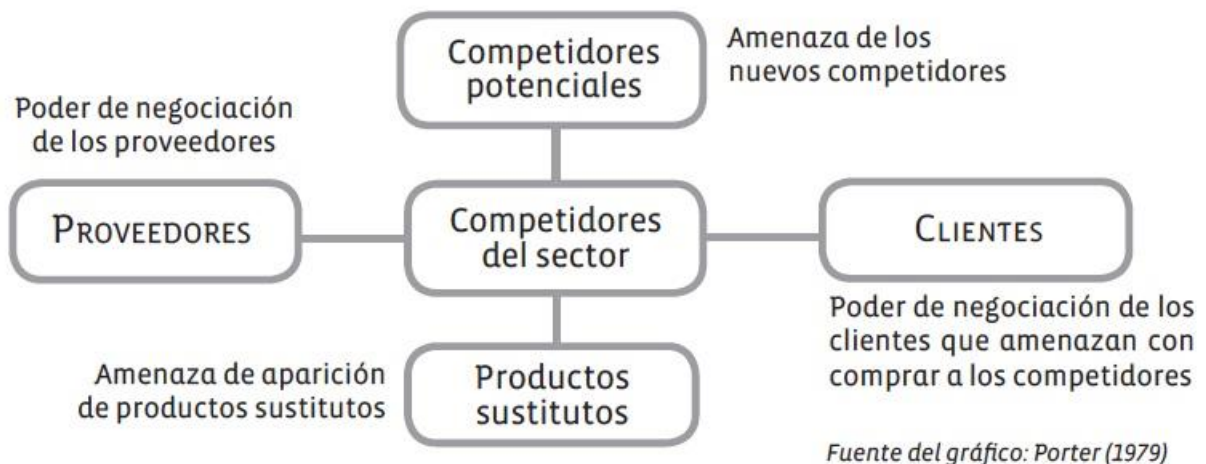 Competidores
potenciales
Amenaza de los
nuevos competidores
Poder de negociación
de los proveedores
PROVEEDORES
Competidores
del sector
CLIENTES
Poder de negociación de los
clientes que amenazan con
comprar a los competidores
Amenaza de aparición
de productos sustitutos
Productos
sustitutos
Fuente del gráfico: Porter (1979)